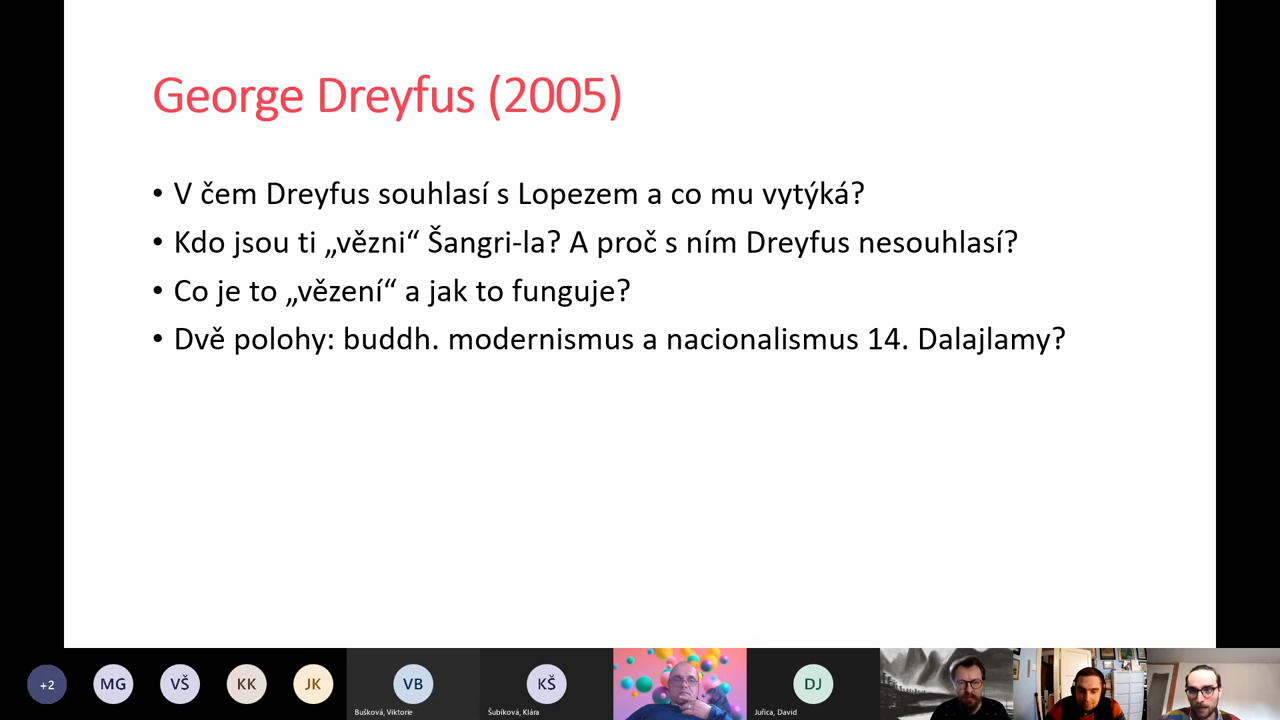 George Dreyfus (2005)
• V čem Dreyfus souhlasí s Lopezem a co mu vytýká?
• Kdo jsou ti „vězni“ Šangri-la? A proč s ním Dreyfus nesouhlasí?
• Co je to „vězení“ a jak to funguje?
• Dvě polohy: buddh. modernismus a nacionalismus 14. Dalajlamy?
+2 MG VŠ KK JK VB KŠ DJ
Bušková, Viktorie Šubíková, Klára Juřica, David